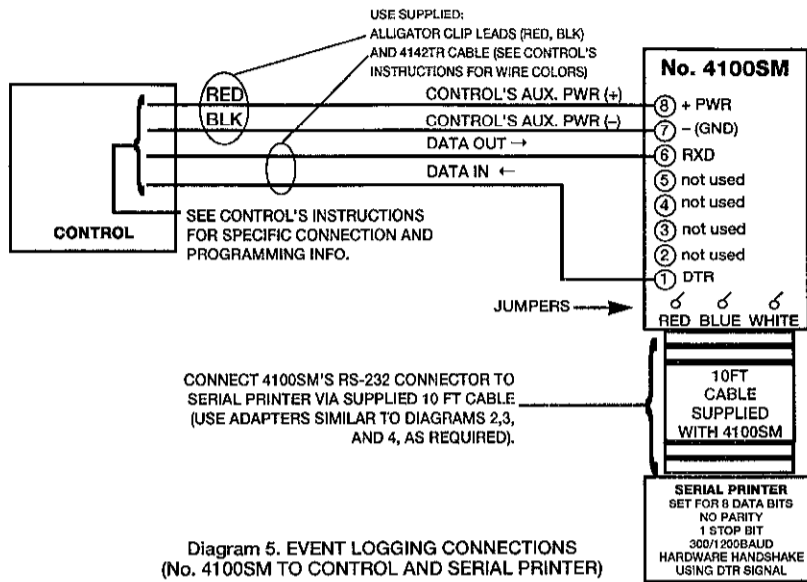 USE SUPPLIED:
ALLIGATOR CLIP LEADS (RED, BLK)
AND 4142TR CABLE (SEE CONTROL'S
INSTRUCTIONS FOR WIRE COLORS)
No. 4100SM
RED
BLK
CONTROL'S AUX. PWR (+)
CONTROL'S AUX. PWR (–)
DATA OUT →
DATA IN ←
8 + PWR
7 – (GND)
6 RXD
5 not used
4 not used
3 not used
2 not used
1 DTR
CONTROL
SEE CONTROL'S INSTRUCTIONS
FOR SPECIFIC CONNECTION AND
PROGRAMMING INFO.
JUMPERS
RED BLUE WHITE
CONNECT 4100SM'S RS-232 CONNECTOR TO
SERIAL PRINTER VIA SUPPLIED 10 FT CABLE
(USE ADAPTERS SIMILAR TO DIAGRAMS 2,3,
AND 4, AS REQUIRED).
10FT
CABLE
SUPPLIED
WITH 4100SM
SERIAL PRINTER
SET FOR 8 DATA BITS
NO PARITY
1 STOP BIT
300/1200BAUD
HARDWARE HANDSHAKE
USING DTR SIGNAL
Diagram 5. EVENT LOGGING CONNECTIONS
(No. 4100SM TO CONTROL AND SERIAL PRINTER)